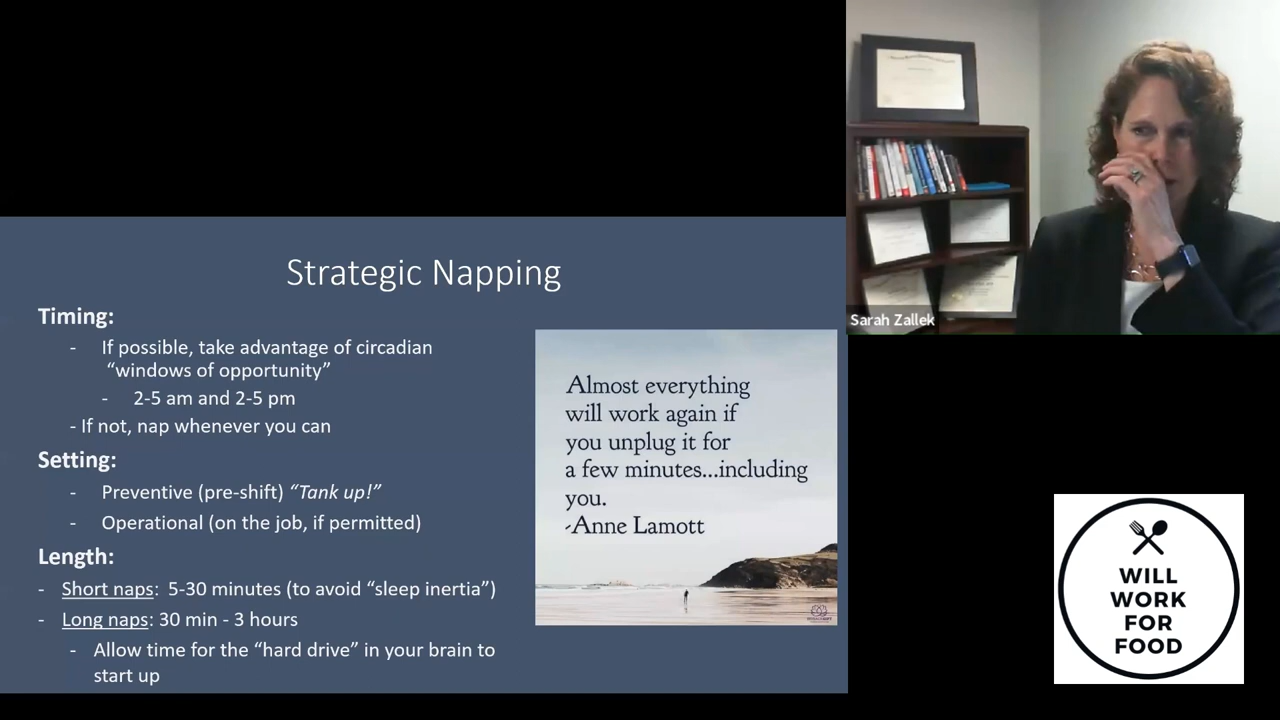 Strategic Napping
Timing:
- If possible, take advantage of circadian
"windows of opportunity"
- 2-5 am and 2-5 pm
- If not, nap whenever you can
Setting:
- Preventive (pre-shift) "Tank up!"
- Operational (on the job, if permitted)
Length:
- Short naps: 5-30 minutes (to avoid "sleep inertia")
- Long naps: 30 min - 3 hours
- Allow time for the "hard drive" in your brain to
start up
Almost everything
will work again if
you unplug it for
a few minutes...including
you.
-Anne Lamott
Sarah Zallek
WILL
WORK
FOR
FOOD